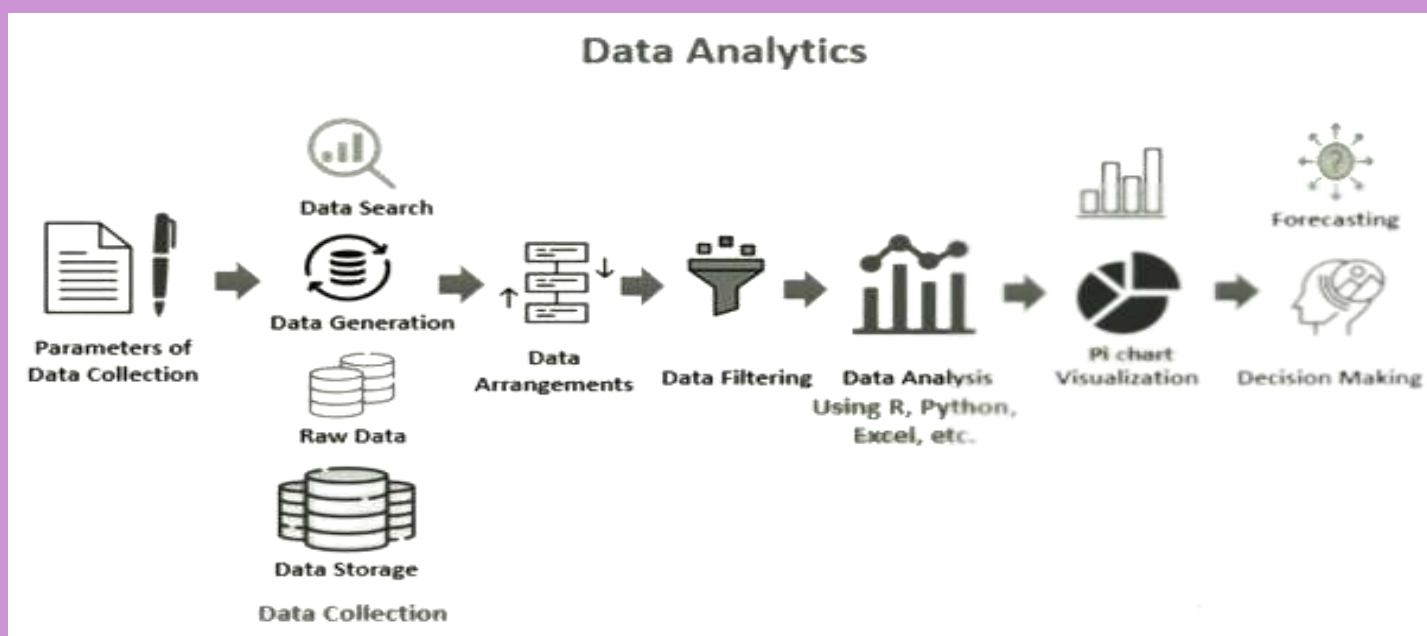 Data Analytics
Parameters of
Data Collection
Data Search
Data Generation
Raw Data
Data Storage
Data Collection
Data
Arrangements
Data Filtering
Data Analysis
Using R, Python,
Excel, etc.
Pi chart
Visualization
?
Forecasting
Decision Making